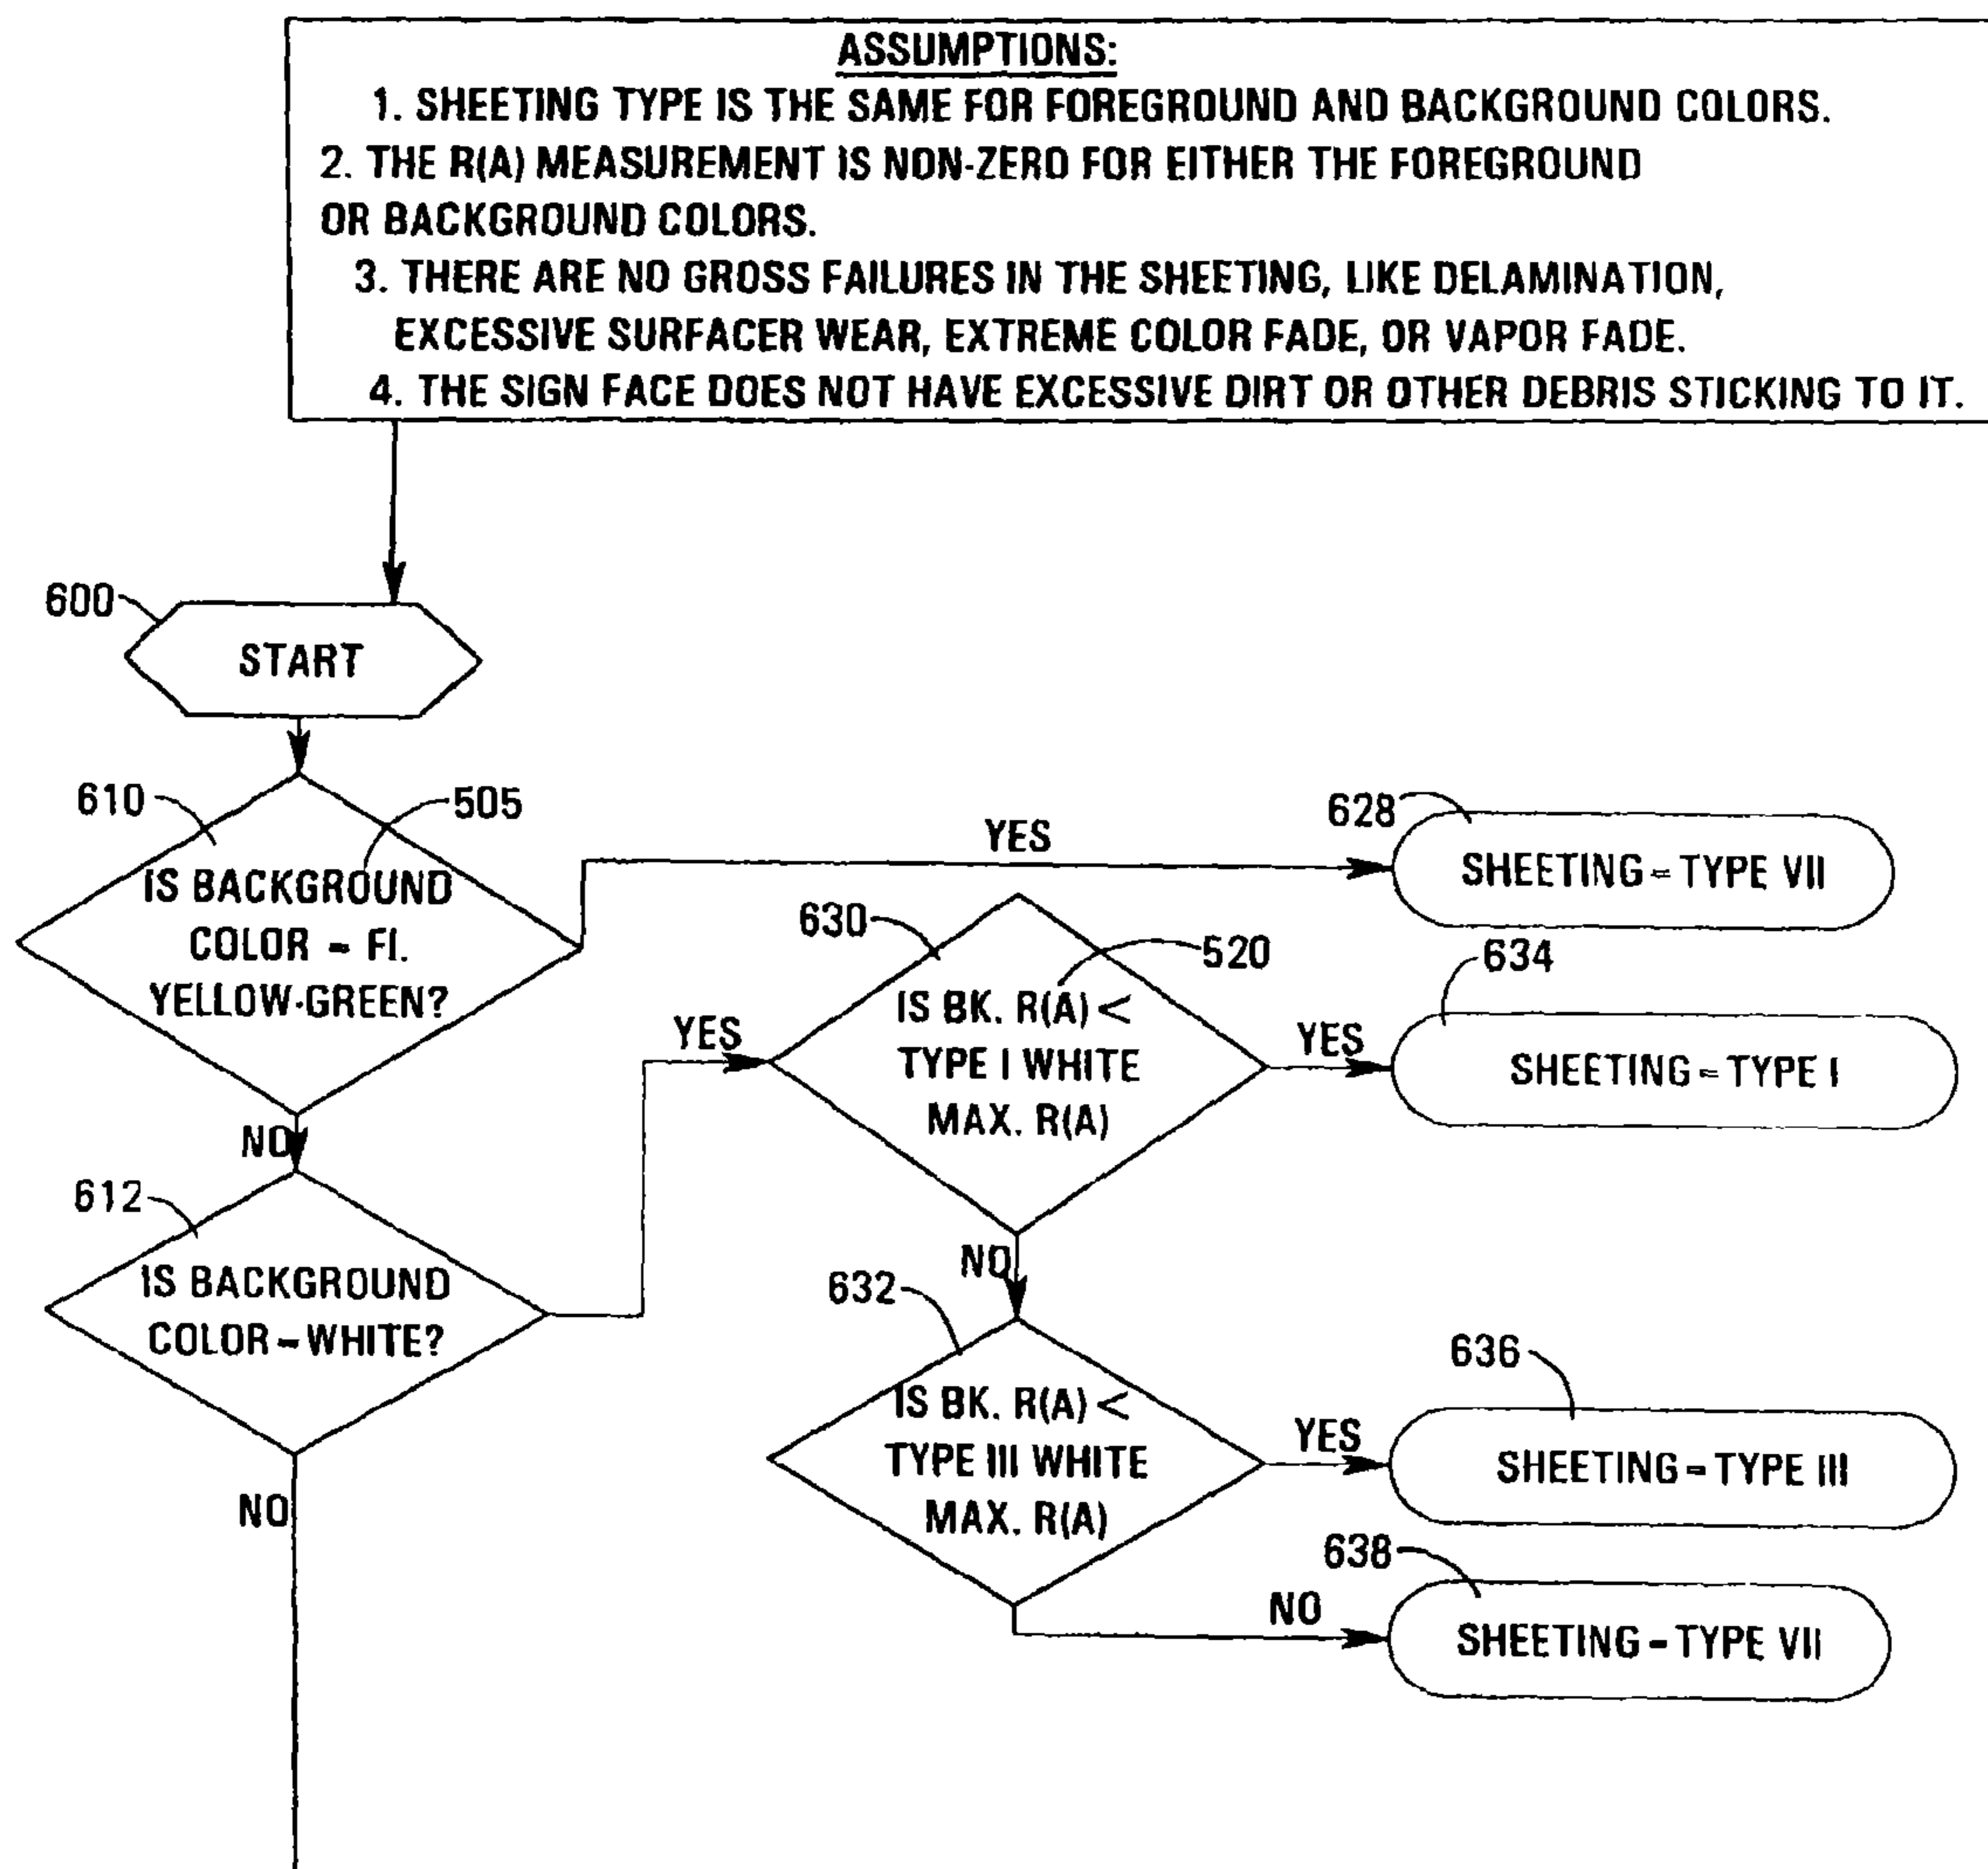 ASSUMPTIONS:
1. SHEETING TYPE IS THE SAME FOR FOREGROUND AND BACKGROUND COLORS.
2. THE R(A) MEASUREMENT IS NON-ZERO FOR EITHER THE FOREGROUND
OR BACKGROUND COLORS.
3. THERE ARE NO GROSS FAILURES IN THE SHEETING, LIKE DELAMINATION,
EXCESSIVE SURFACER WEAR, EXTREME COLOR FADE, OR VAPOR FADE.
4. THE SIGN FACE DOES NOT HAVE EXCESSIVE DIRT OR OTHER DEBRIS STICKING TO IT.
600
START
610
505
IS BACKGROUND
COLOR = FI.
YELLOW-GREEN?
YES
628
SHEETING = TYPE VII
NO
612
IS BACKGROUND
COLOR = WHITE?
YES
630
520
IS BK. R(A) <
TYPE I WHITE
MAX. R(A)
YES
634
SHEETING = TYPE I
NO
632
IS BK. R(A) <
TYPE III WHITE
MAX. R(A)
YES
636
SHEETING = TYPE III
NO
638
SHEETING = TYPE VII
NO